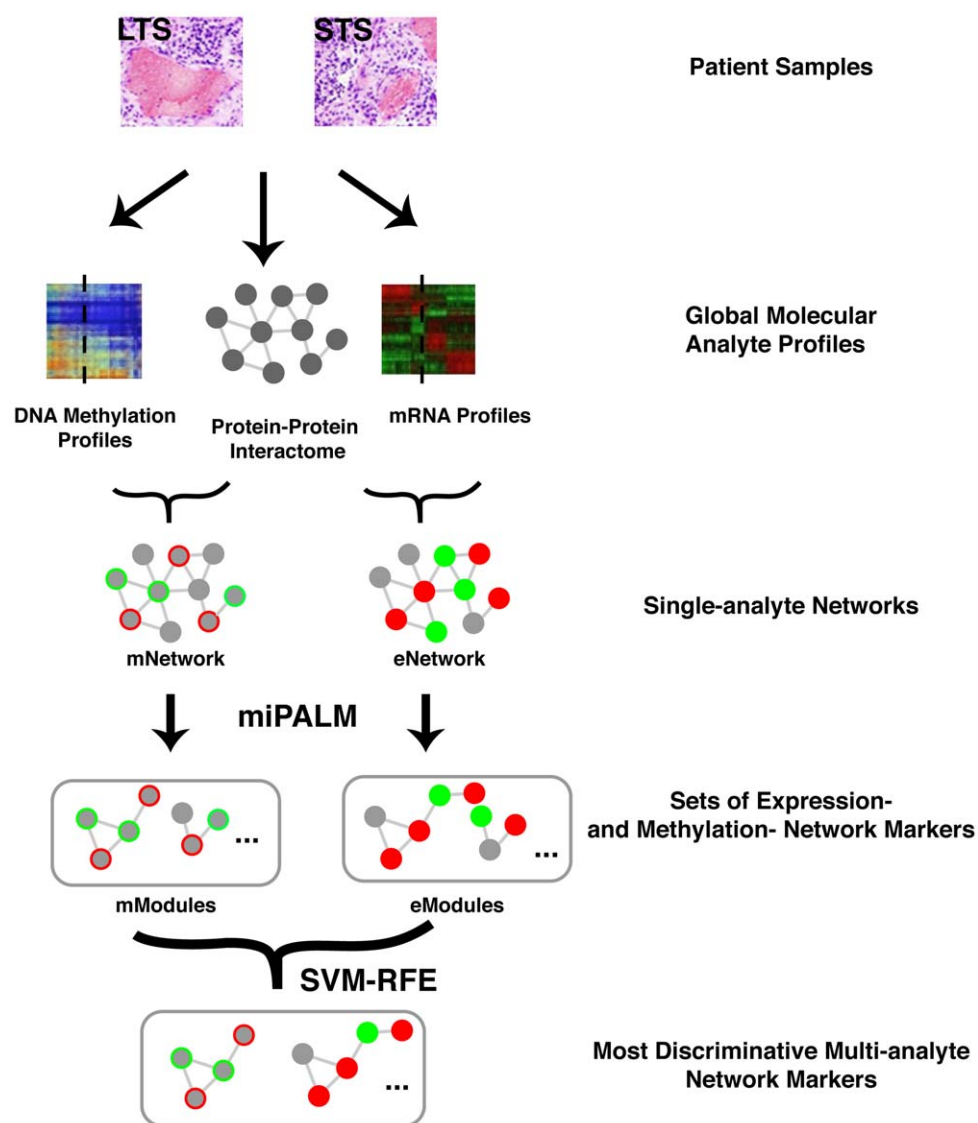 LTS
STS
Patient Samples
Global Molecular
Analyte Profiles
DNA Methylation
Profiles
Protein-Protein
Interactome
mRNA Profiles
mNetwork
eNetwork
Single-analyte Networks
miPALM
...
...
Sets of Expression-
and Methylation- Network Markers
mModules
eModules
SVM-RFE
...
Most Discriminative Multi-analyte
Network Markers